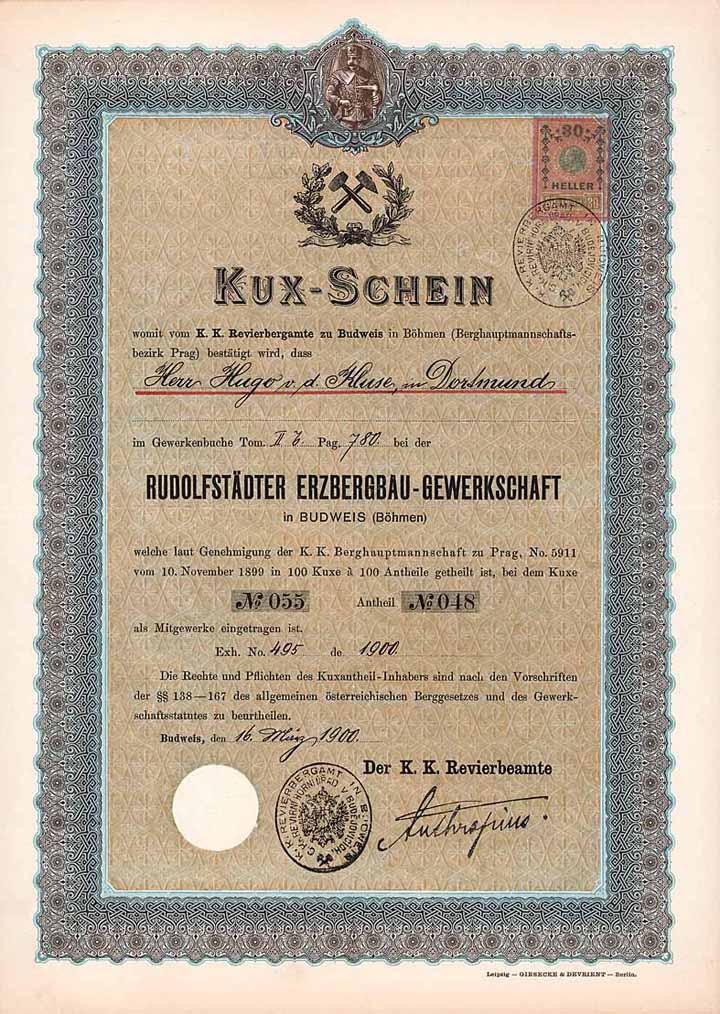 30
HELLER
KUX-SCHEIN
womit vom K. K. Revierbergamte zu Budweis in Böhmen (Berghauptmannschafts-
bezirk Prag) bestätigt wird, dass
Herr Hugo v. d. Kluse, in Dortmund
im Gewerkenbuche Tom. II b. Pag. 780. bei der
RUDOLFSTÄDTER ERZBERGBAU-GEWERKSCHAFT
in BUDWEIS (Böhmen)
welche laut Genehmigung der K. K. Berghauptmannschaft zu Prag, No. 5911
vom 10. November 1899 in 100 Kuxe à 100 Antheile getheilt ist, bei dem Kuxe
No 055 Antheil No 048
als Mitgewerke eingetragen ist.
Exh. No. 495 de 1900.
Die Rechte und Pflichten des Kuxantheil-Inhabers sind nach den Vorschriften
der §§ 138—167 des allgemeinen österreichischen Berggesetzes und des Gewerk-
schaftsstatutes zu beurtheilen.
Budweis, den 16. März 1900.
Der K. K. Revierbeamte
K. K. REVIERBERGAMT IN
Leipzig — GIESECKE & DEVRIENT — Berlin.